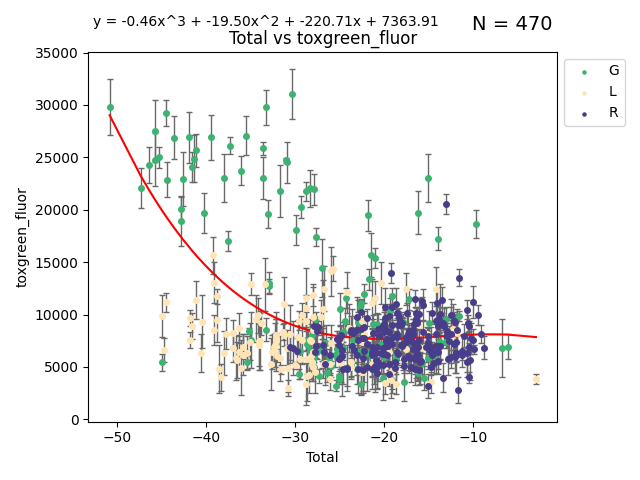 y = -0.46x^3 + -19.50x^2 + -220.71x + 7363.91
N = 470
Total vs toxgreen_fluor
35000
30000
25000
20000
15000
10000
5000
0
toxgreen_fluor
−50
−40
−30
−20
−10
Total
G
L
R